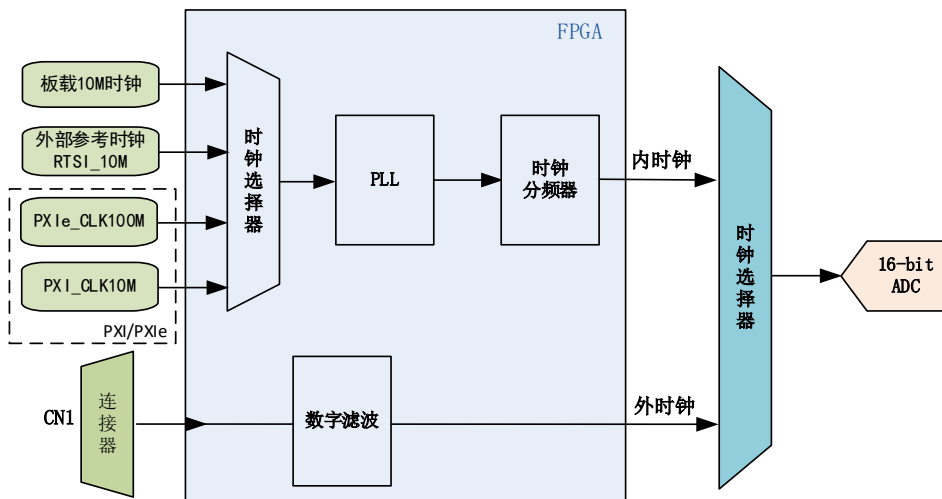 FPGA
板载10M时钟
外部参考时钟
RTSI_10M
PXIe_CLK100M
PXI_CLK10M
PXI/PXIe
时钟选择器
PLL
时钟
分频器
内时钟
时钟选择器
16-bit
ADC
CN1
连接器
数字滤波
外时钟